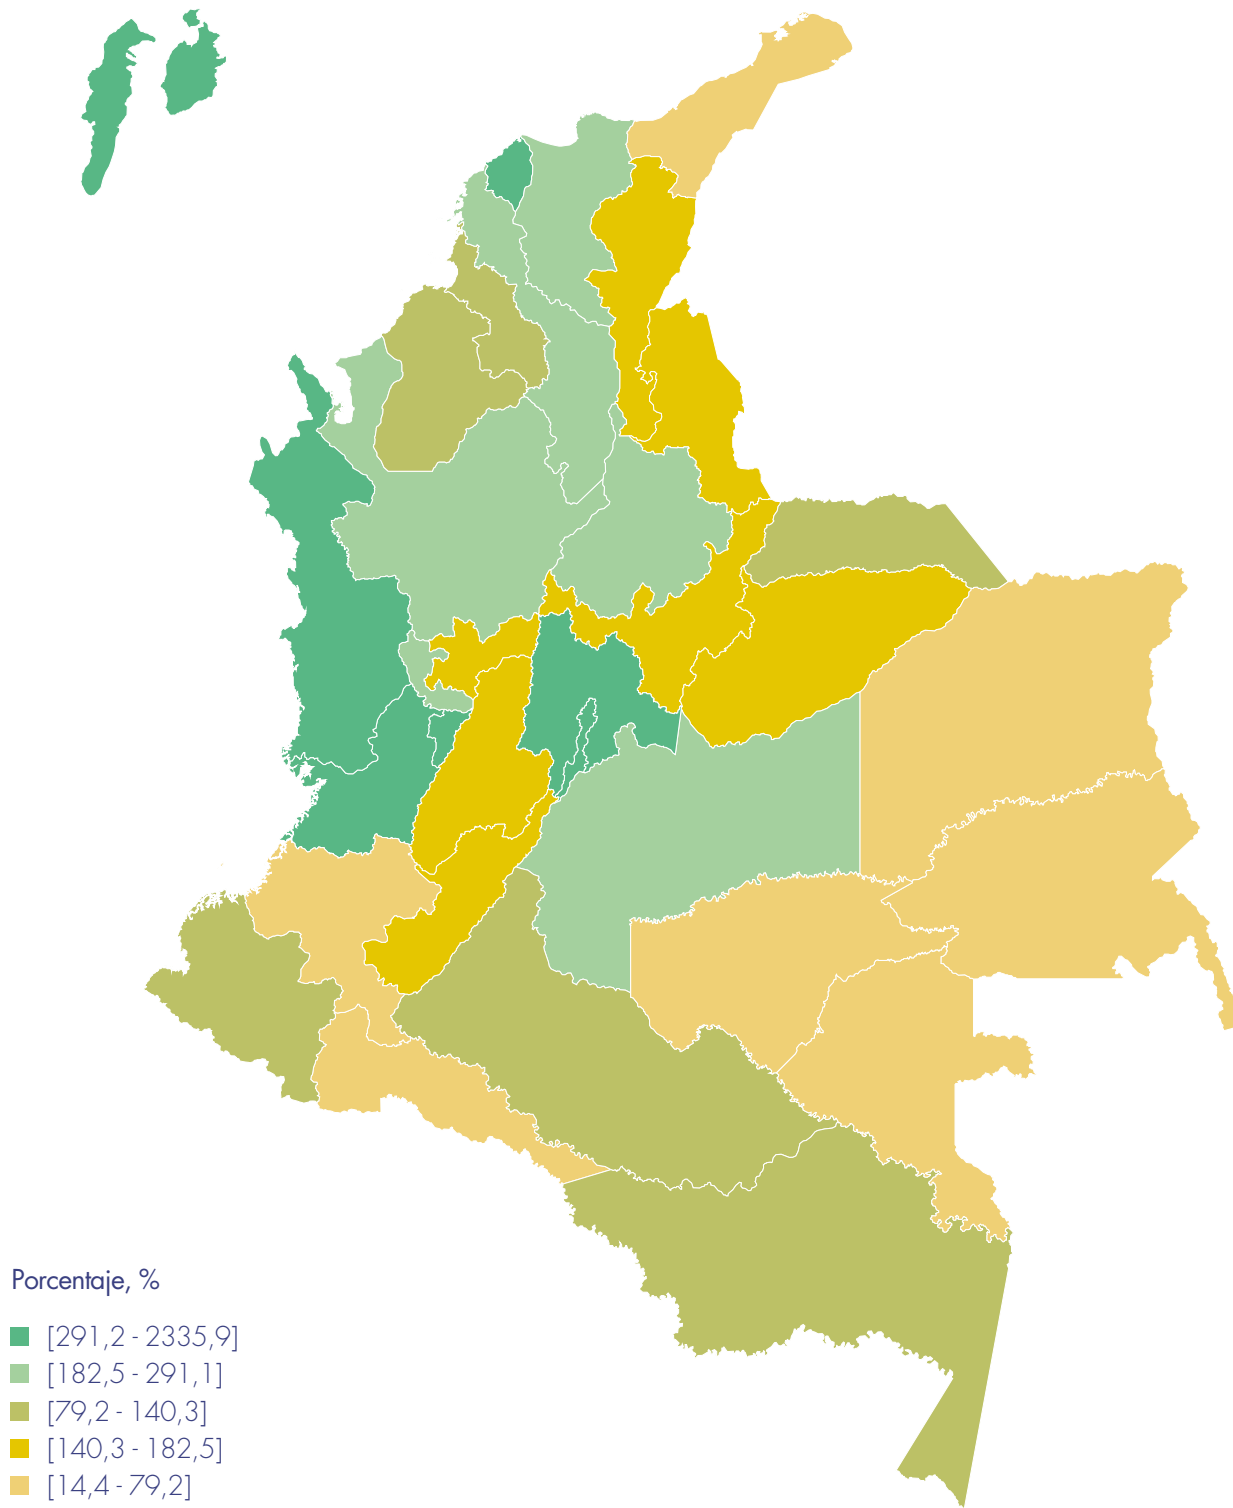 Porcentaje, %
[291,2 - 2335,9]
[182,5 - 291,1]
[79,2 - 140,3]
[140,3 - 182,5]
[14,4 - 79,2]